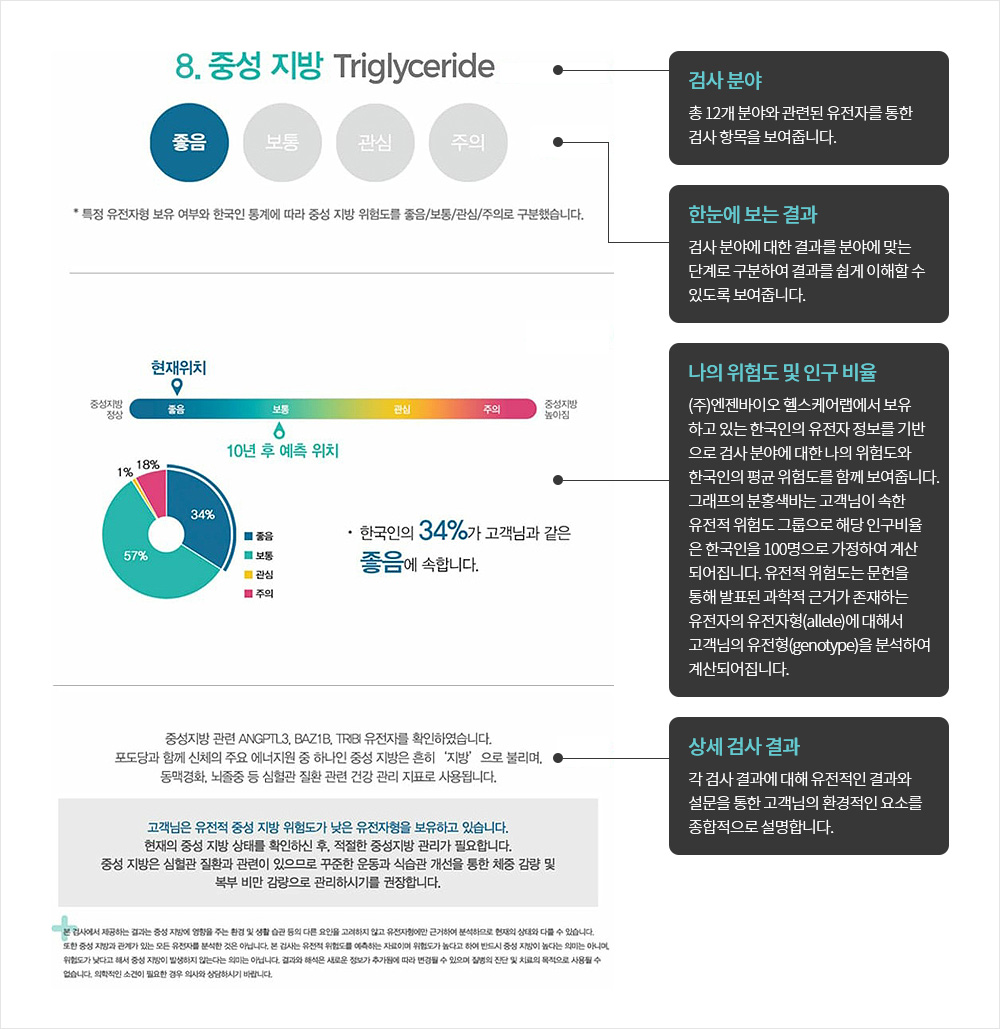 8. 중성 지방 Triglyceride
좋음 보통 관심 주의
* 특정 유전자형 보유 여부와 한국인 통계에 따라 중성 지방 위험도를 좋음/보통/관심/주의로 구분했습니다.
현재위치
중성지방
정상
좋음 보통 관심 주의
중성지방
높아짐
10년 후 예측 위치
1% 18%
34%
57%
좋음
보통
관심
주의
· 한국인의 34%가 고객님과 같은
좋음에 속합니다.
중성지방 관련 ANGPTL3, BAZ1B, TRIBI 유전자를 확인하였습니다.
포도당과 함께 신체의 주요 에너지원 중 하나인 중성 지방은 흔히 ‘지방’ 으로 불리며,
동맥경화, 뇌졸중 등 심혈관 질환 관련 건강 관리 지표로 사용됩니다.
고객님은 유전적 중성 지방 위험도가 낮은 유전자형을 보유하고 있습니다.
현재의 중성 지방 상태를 확인하신 후, 적절한 중성지방 관리가 필요합니다.
중성 지방은 심혈관 질환과 관련이 있으므로 꾸준한 운동과 식습관 개선을 통한 체중 감량 및
복부 비만 감량으로 관리하시기를 권장합니다.
본 검사에서 제공하는 결과는 중성 지방에 영향을 주는 환경 및 생활 습관 등의 다른 요인을 고려하지 않고 유전자형에만 근거하여 분석하므로 현재의 상태와 다를 수 있습니다.
또한 중성 지방과 관계가 있는 모든 유전자를 분석한 것은 아닙니다. 본 검사는 유전적 위험도를 예측하는 자료이며 위험도가 높다고 하여 반드시 중성 지방이 높다는 의미는 아니며,
위험도가 낮다고 해서 중성 지방이 발생하지 않는다는 의미는 아닙니다. 결과와 해석은 새로운 정보가 추가됨에 따라 변경될 수 있으며 질병의 진단 및 치료의 목적으로 사용될 수
없습니다. 의학적인 소견이 필요한 경우 의사와 상담하시기 바랍니다.
검사 분야
총 12개 분야와 관련된 유전자를 통한
검사 항목을 보여줍니다.
한눈에 보는 결과
검사 분야에 대한 결과를 분야에 맞는
단계로 구분하여 결과를 쉽게 이해할 수
있도록 보여줍니다.
나의 위험도 및 인구 비율
(주)엔젠바이오 헬스케어랩에서 보유
하고 있는 한국인의 유전자 정보를 기반
으로 검사 분야에 대한 나의 위험도와
한국인의 평균 위험도를 함께 보여줍니다.
그래프의 분홍색바는 고객님이 속한
유전적 위험도 그룹으로 해당 인구비율
은 한국인을 100명으로 가정하여 계산
되어집니다. 유전적 위험도는 문헌을
통해 발표된 과학적 근거가 존재하는
유전자의 유전자형(allele)에 대해서
고객님의 유전형(genotype)을 분석하여
계산되어집니다.
상세 검사 결과
각 검사 결과에 대해 유전적인 결과와
설문을 통한 고객님의 환경적인 요소를
종합적으로 설명합니다.